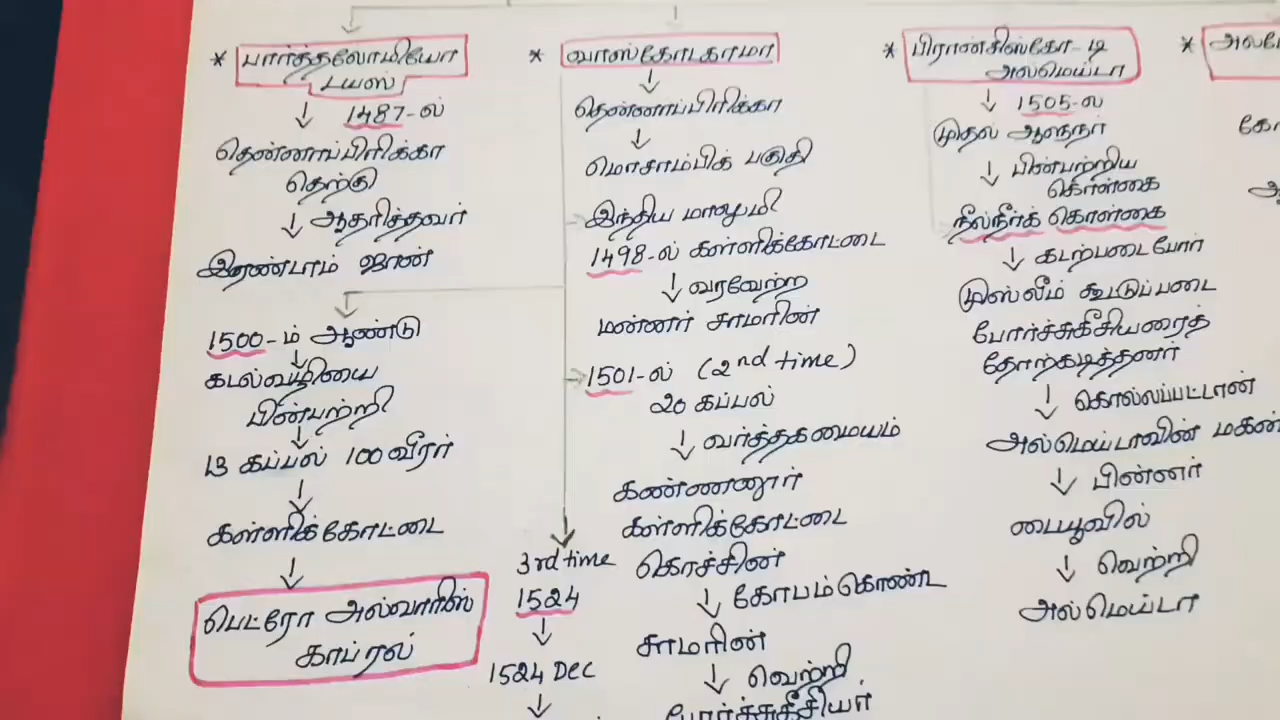 * பார்த்தலோமியோ
டயஸ்
↓ 1487-ல்
தென்னாப்பிரிக்கா
தெற்கு
↓ ஆதரித்தவர்
இரண்டாம் ஜான்
1500-ம் ஆண்டு
↓
கடல்வழியை
பின்பற்றி
↓
13 கப்பல் 100 வீரர்
↓
கள்ளிக்கோட்டை
↓
பெட்ரோ அல்வாரிஸ்
காப்ரல்
* வாஸ்கோடகாமா
↓
தென்னாப்பிரிக்கா
↓
மொசாம்பிக் பகுதி
இந்திய மாலுமி
1498-ல் கள்ளிக்கோட்டை
↓ வரவேற்ற
மன்னர் சாமரின்
1501-ல் (2nd time)
20 கப்பல்
↓ வர்த்தகமையம்
கண்ணனூர்
கள்ளிக்கோட்டை
கொச்சின்
↓ கோபம்கொண்ட
சாமரின்
↓ வெற்றி
போர்ச்சுகீசியர்
3rd time
1524
↓
1524 Dec
↓
* பிரான்சிஸ்கோ-டி
அல்மெய்டா
↓ 1505-ல்
முதல் ஆளுநர்
↓ பின்பற்றிய
கொள்கை
நீலநீர்க் கொள்கை
↓ கடற்படைபோர்
முஸ்லீம் கூட்டுப்படை
போர்ச்சுகீசியரைத்
தோற்கடித்தனர்
↓ கொல்லப்பட்டான்
அல்மெய்டாவின் மகன்
↓ பின்னர்
டையூவில்
↓ வெற்றி
அல்மெய்டா
*